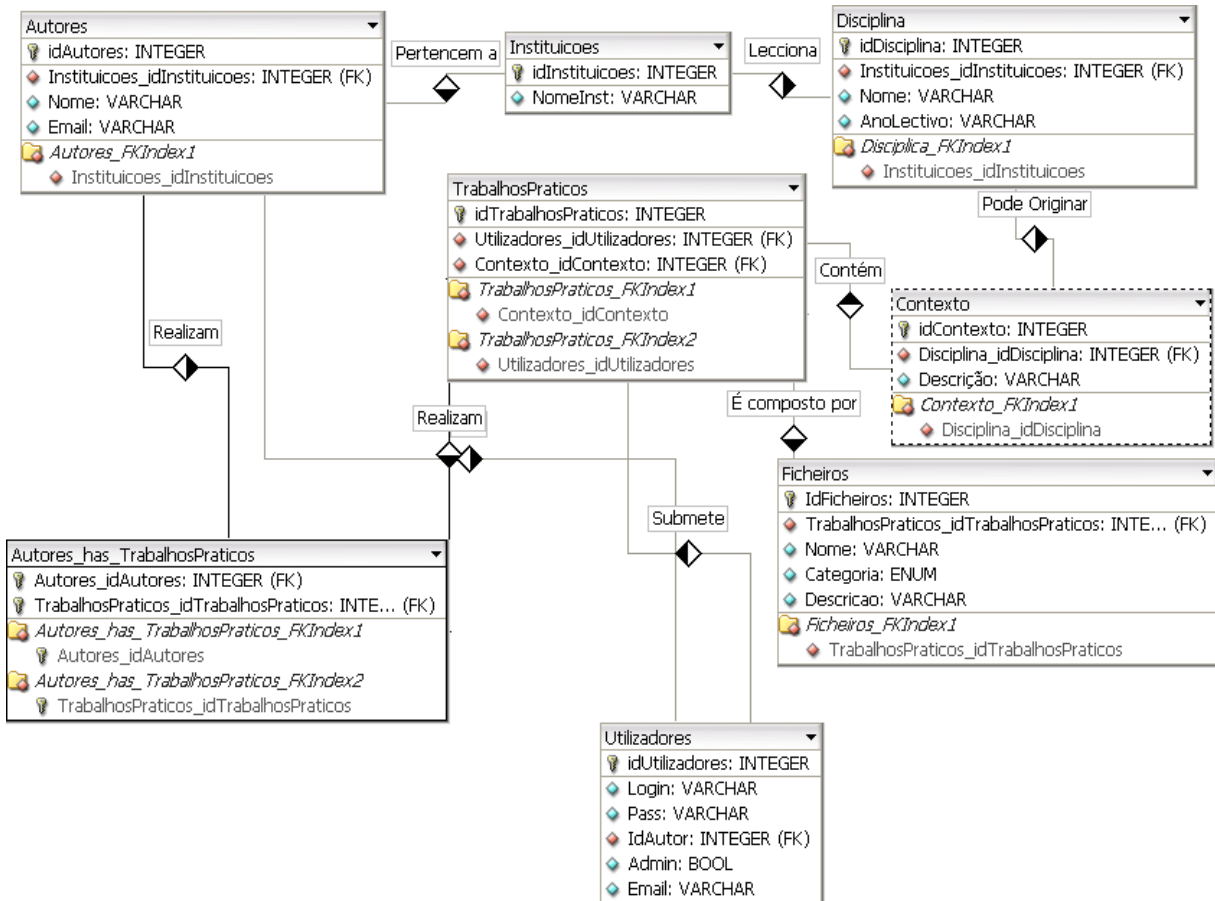 Autores
idAutores: INTEGER
Instituicoes_idInstituicoes: INTEGER (FK)
Nome: VARCHAR
Email: VARCHAR
Autores_FKIndex1
Instituicoes_idInstituicoes
Pertencem a
Instituicoes
idInstituicoes: INTEGER
NomeInst: VARCHAR
Lecciona
Disciplina
idDisciplina: INTEGER
Instituicoes_idInstituicoes: INTEGER (FK)
Nome: VARCHAR
AnoLectivo: VARCHAR
Disciplica_FKIndex1
Instituicoes_idInstituicoes
Pode Originar
TrabalhosPraticos
idTrabalhosPraticos: INTEGER
Utilizadores_idUtilizadores: INTEGER (FK)
Contexto_idContexto: INTEGER (FK)
TrabalhosPraticos_FKIndex1
Contexto_idContexto
TrabalhosPraticos_FKIndex2
Utilizadores_idUtilizadores
Contém
Contexto
idContexto: INTEGER
Disciplina_idDisciplina: INTEGER (FK)
Descrição: VARCHAR
Contexto_FKIndex1
Disciplina_idDisciplina
Realizam
Realizam
É composto por
Ficheiros
IdFicheiros: INTEGER
TrabalhosPraticos_idTrabalhosPraticos: INTE... (FK)
Nome: VARCHAR
Categoria: ENUM
Descricao: VARCHAR
Ficheiros_FKIndex1
TrabalhosPraticos_idTrabalhosPraticos
Submete
Autores_has_TrabalhosPraticos
Autores_idAutores: INTEGER (FK)
TrabalhosPraticos_idTrabalhosPraticos: INTE... (FK)
Autores_has_TrabalhosPraticos_FKIndex1
Autores_idAutores
Autores_has_TrabalhosPraticos_FKIndex2
TrabalhosPraticos_idTrabalhosPraticos
Utilizadores
idUtilizadores: INTEGER
Login: VARCHAR
Pass: VARCHAR
IdAutor: INTEGER (FK)
Admin: BOOL
Email: VARCHAR